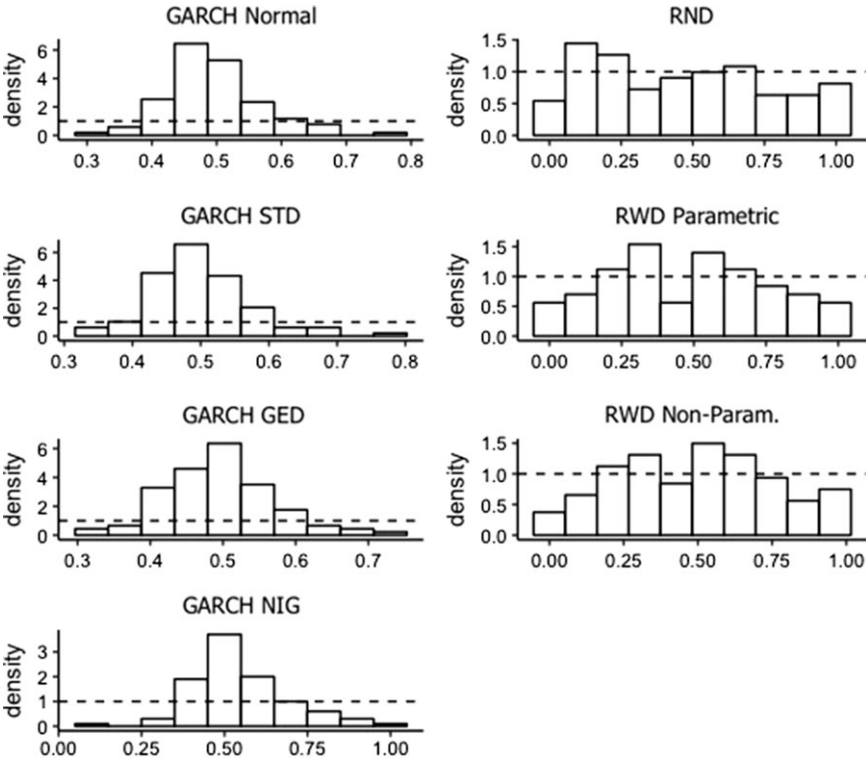 GARCH Normal
density
6
4
2
0
0.3 0.4 0.5 0.6 0.7 0.8
RND
density
1.5
1.0
0.5
0.0
0.00 0.25 0.50 0.75 1.00
GARCH STD
density
6
4
2
0
0.3 0.4 0.5 0.6 0.7 0.8
RWD Parametric
density
1.5
1.0
0.5
0.0
0.00 0.25 0.50 0.75 1.00
GARCH GED
density
6
4
2
0
0.3 0.4 0.5 0.6 0.7
RWD Non-Param.
density
1.5
1.0
0.5
0.0
0.00 0.25 0.50 0.75 1.00
GARCH NIG
density
3
2
1
0
0.00 0.25 0.50 0.75 1.00